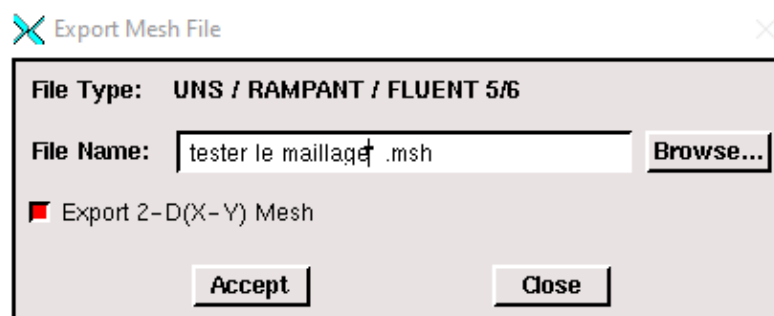 Export Mesh File
File Type: UNS / RAMPANT / FLUENT 5/6
File Name: tester le maillage .msh Browse...
Export 2-D(X-Y) Mesh
Accept Close